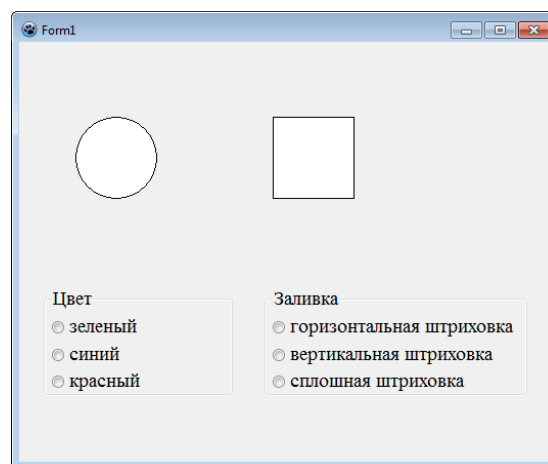 Form1
Цвет
зеленый
синий
красный
Заливка
горизонтальная штриховка
вертикальная штриховка
сплошная штриховка